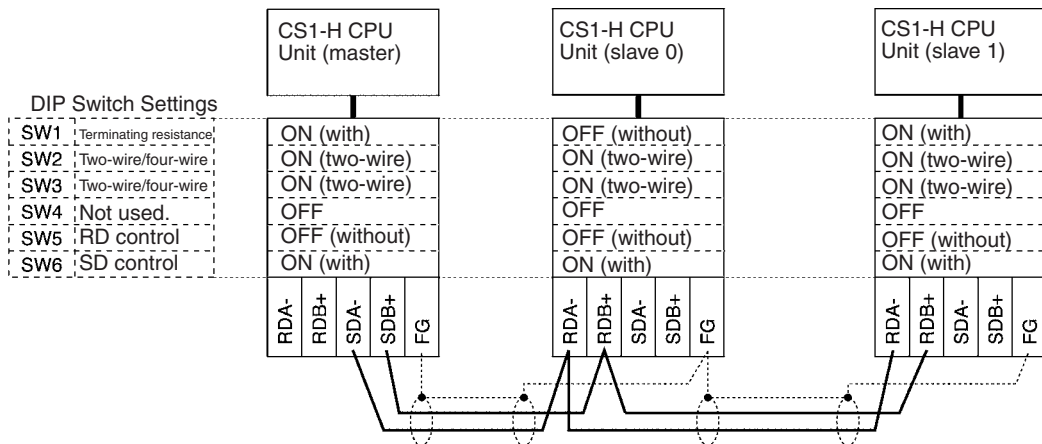 CS1-H CPU
Unit (master)
CS1-H CPU
Unit (slave 0)
CS1-H CPU
Unit (slave 1)
DIP Switch Settings
SW1 Terminating resistance ON (with) OFF (without) ON (with)
SW2 Two-wire/four-wire ON (two-wire) ON (two-wire) ON (two-wire)
SW3 Two-wire/four-wire ON (two-wire) ON (two-wire) ON (two-wire)
SW4 Not used. OFF OFF OFF
SW5 RD control OFF (without) OFF (without) OFF (without)
SW6 SD control ON (with) ON (with) ON (with)
RDA- RDB+ SDA- SDB+ FG RDA- RDB+ SDA- SDB+ FG RDA- RDB+ SDA- SDB+ FG